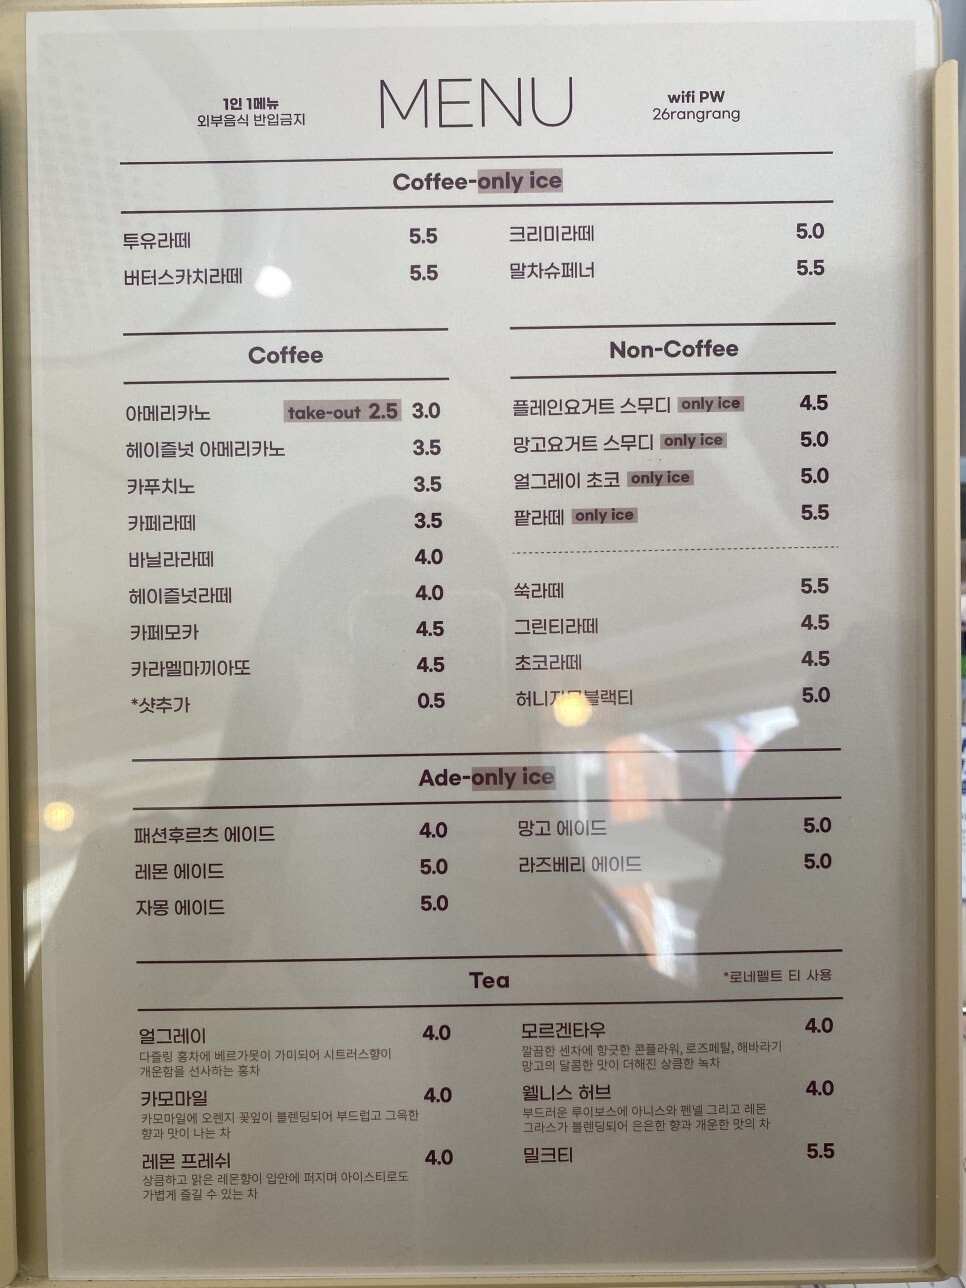 1인 1메뉴
외부음식 반입금지
MENU
wifi PW
26rangrang
Coffee-only ice
투유라떼 5.5
버터스카치라떼 5.5
크리미라떼 5.0
말차슈페너 5.5
Coffee
아메리카노 take-out 2.5 3.0
헤이즐넛 아메리카노 3.5
카푸치노 3.5
카페라떼 3.5
바닐라라떼 4.0
헤이즐넛라떼 4.0
카페모카 4.5
카라멜마끼아또 4.5
*샷추가 0.5
Non-Coffee
플레인요거트 스무디 only ice 4.5
망고요거트 스무디 only ice 5.0
얼그레이 초코 only ice 5.0
팥라떼 only ice 5.5
쑥라떼 5.5
그린티라떼 4.5
초코라떼 4.5
5.0
Ade-only ice
패션후르츠 에이드 4.0
레몬 에이드 5.0
자몽 에이드 5.0
망고 에이드 5.0
라즈베리 에이드 5.0
Tea
*로네펠트 티 사용
얼그레이 4.0
다즐링 홍차에 베르가못이 가미되어 시트러스향이
개운함을 선사하는 홍차
카모마일 4.0
카모마일에 오렌지 꽃잎이 블렌딩되어 부드럽고 그윽한
향과 맛이 나는 차
레몬 프레쉬 4.0
상큼하고 맑은 레몬향이 입안에 퍼지며 아이스티로도
가볍게 즐길 수 있는 차
모르겐타우 4.0
깔끔한 센차에 향긋한 콘플라워, 로즈페탈, 해바라기
망고의 달콤한 맛이 더해진 상큼한 녹차
웰니스 허브 4.0
부드러운 루이보스에 아니스와 펜넬 그리고 레몬
그라스가 블렌딩되어 은은한 향과 개운한 맛의 차
밀크티 5.5